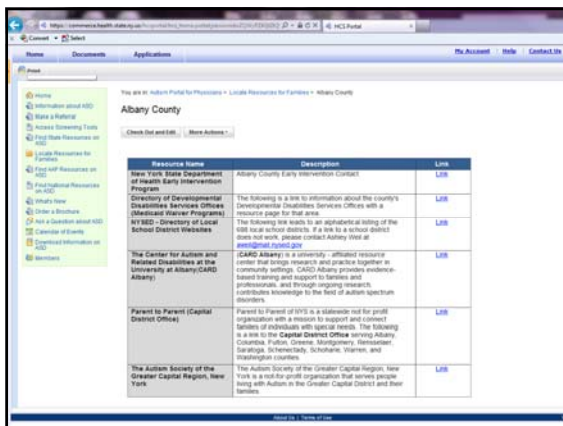 https://commerce.health.state.ny.us
HCS Portal
Convert
Select
Home Documents Applications
My Account Help Contact Us
Print
You are in: Autism Portal for Physicians > Locate Resources for Families > Albany County
Home
Information about ASD
Make a Referral
Access Screening Tools
Find State Resources on
ASD
Locate Resources for
Families
Find AAP Resources on
ASD
Find National Resources
on ASD
What's New
Order a Brochure
Ask a Question about ASD
Calendar of Events
Download Information on
ASD
Members
Albany County
Check Out and Edit
More Actions
Resource Name Description Link
New York State Department
of Health Early Intervention
Program
Albany County Early Intervention Contact
Link
Directory of Developmental
Disabilities Services Offices
(Medicaid Waiver Programs)
The following is a link to information about the county's
Developmental Disabilities Services Offices with a
resource page for that area.
Link
NYSED - Directory of Local
School District Websites
The following link leads to an alphabetical listing of the
698 local school districts. If a link to a school district
does not work, please contact Ashley Weil at
aweil@mail.nysed.gov
Link
The Center for Autism and
Related Disabilities at the
University at Albany(CARD
Albany)
(CARD Albany) is a university - affiliated resource
center that brings research and practice together in
community settings. CARD Albany provides evidence-
based training and support to families and
professionals, and through ongoing research,
contributes knowledge to the field of autism spectrum
disorders.
Link
Parent to Parent (Capital
District Office)
Parent to Parent of NYS is a statewide not for profit
organization with a mission to support and connect
families of individuals with special needs. The following
is a link to the Capital District Office serving Albany,
Columbia, Fulton, Greene, Montgomery, Rensselaer,
Saratoga, Schenectady, Schoharie, Warren, and
Washington counties.
Link
The Autism Society of the
Greater Capital Region, New
York
The Autism Society of the Greater Capital Region, New
York is a not-for-profit organization that serves people
living with Autism in the Greater Capital District and their
families.
Link
About Us | Terms of Use